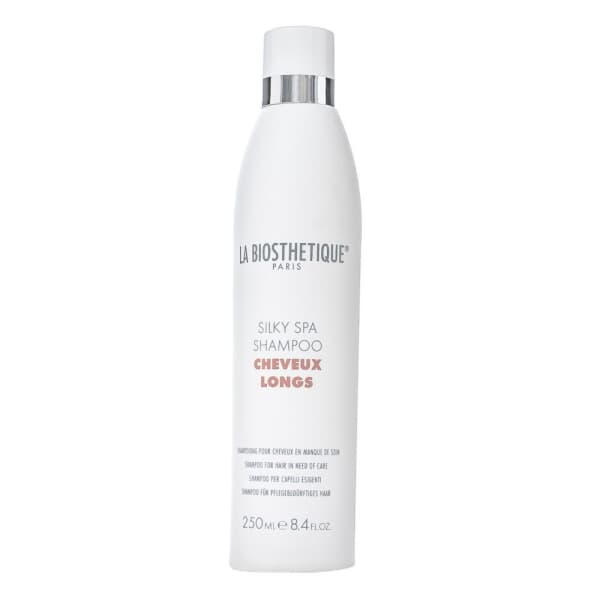 LA BIOSTHETIQUE®
PARIS
SILKY SPA
SHAMPOO
CHEVEUX
LONGS
SHAMPOOING POUR CHEVEUX EN MANQUE DE SOIN
SHAMPOO FOR HAIR IN NEED OF CARE
SHAMPOO PER CAPELLI ESIGENTI
SHAMPOO FÜR PFLEGEBEDÜRFTIGES HAAR
250 ML ℮ 8.4 FL.OZ.